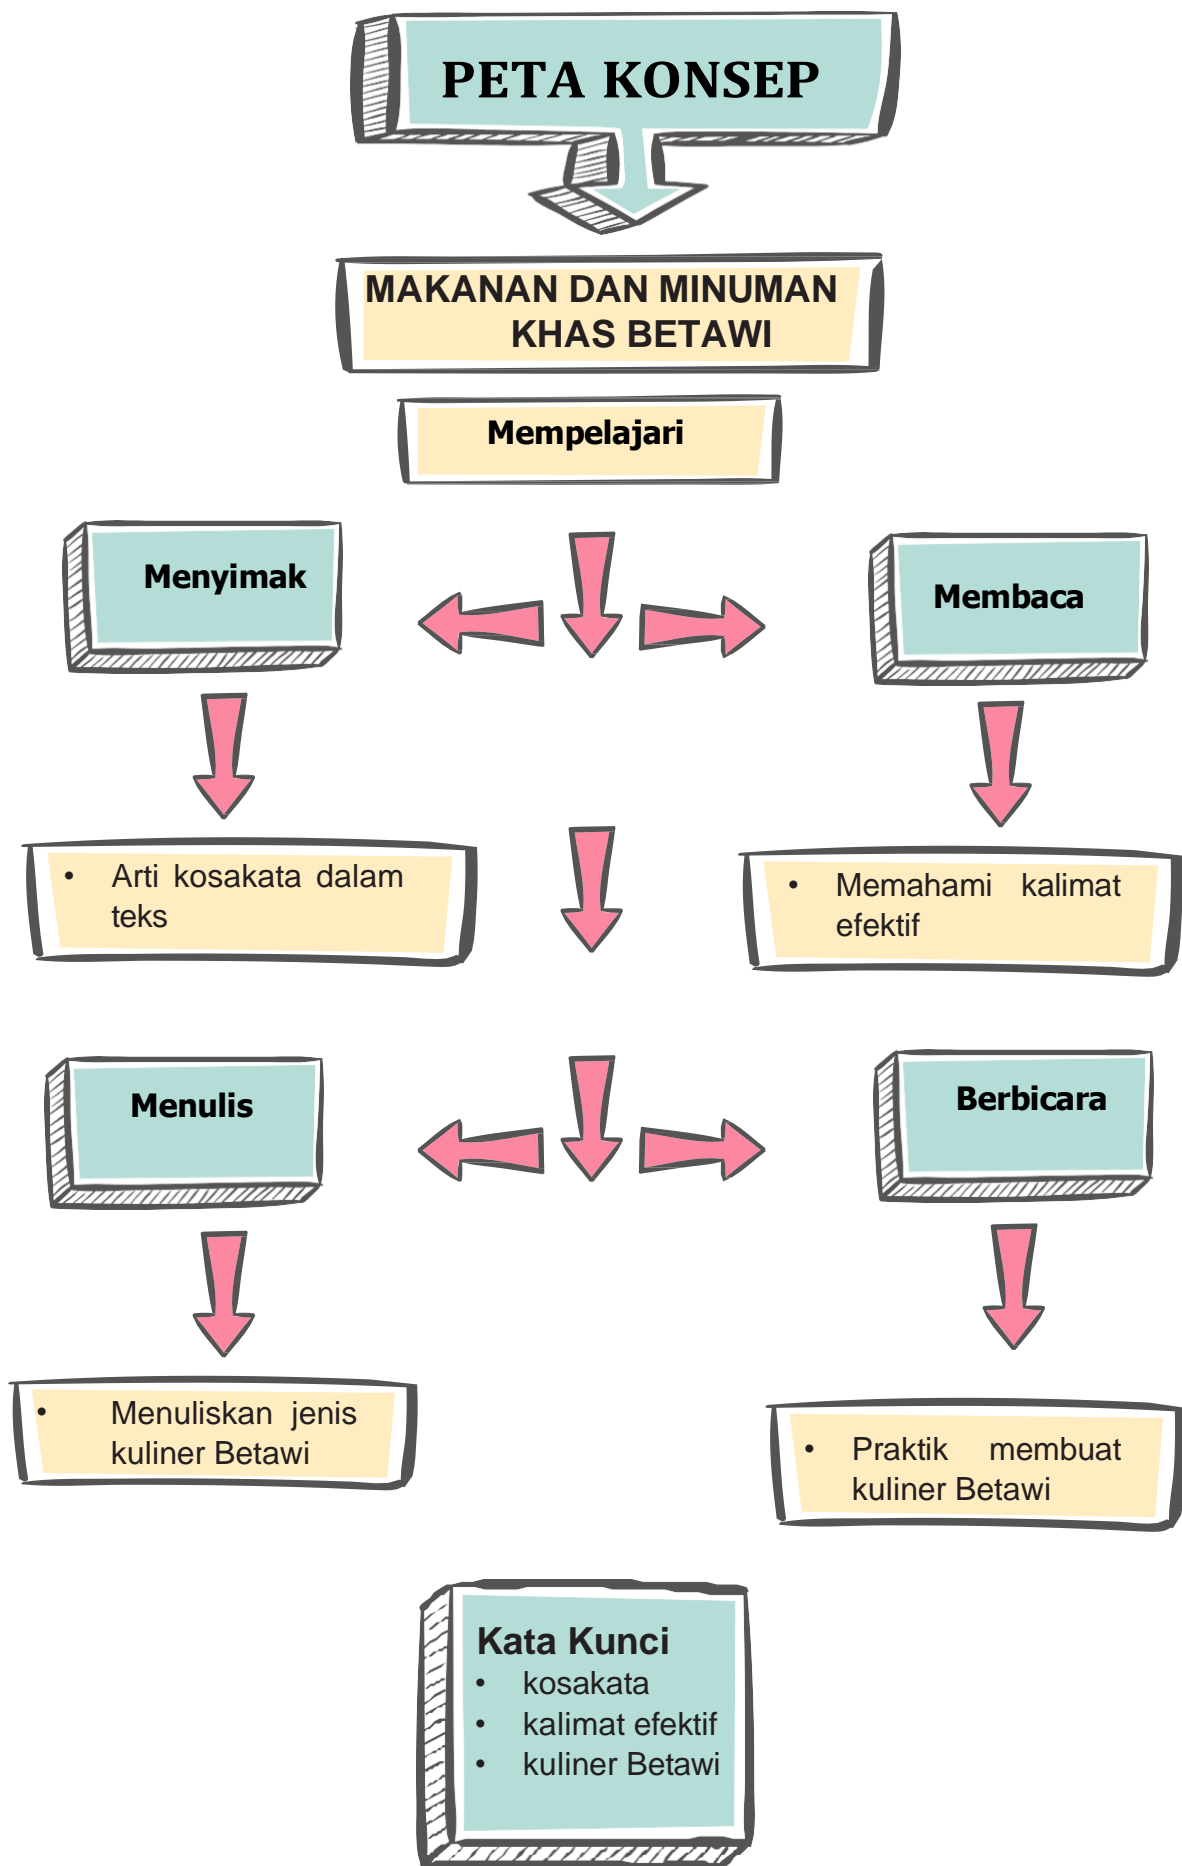 PETA KONSEP
MAKANAN DAN MINUMAN
KHAS BETAWI
Mempelajari
Menyimak
Membaca
• Arti kosakata dalam
teks
• Memahami kalimat
efektif
Menulis
Berbicara
• Menuliskan jenis
kuliner Betawi
• Praktik membuat
kuliner Betawi
Kata Kunci
• kosakata
• kalimat efektif
• kuliner Betawi